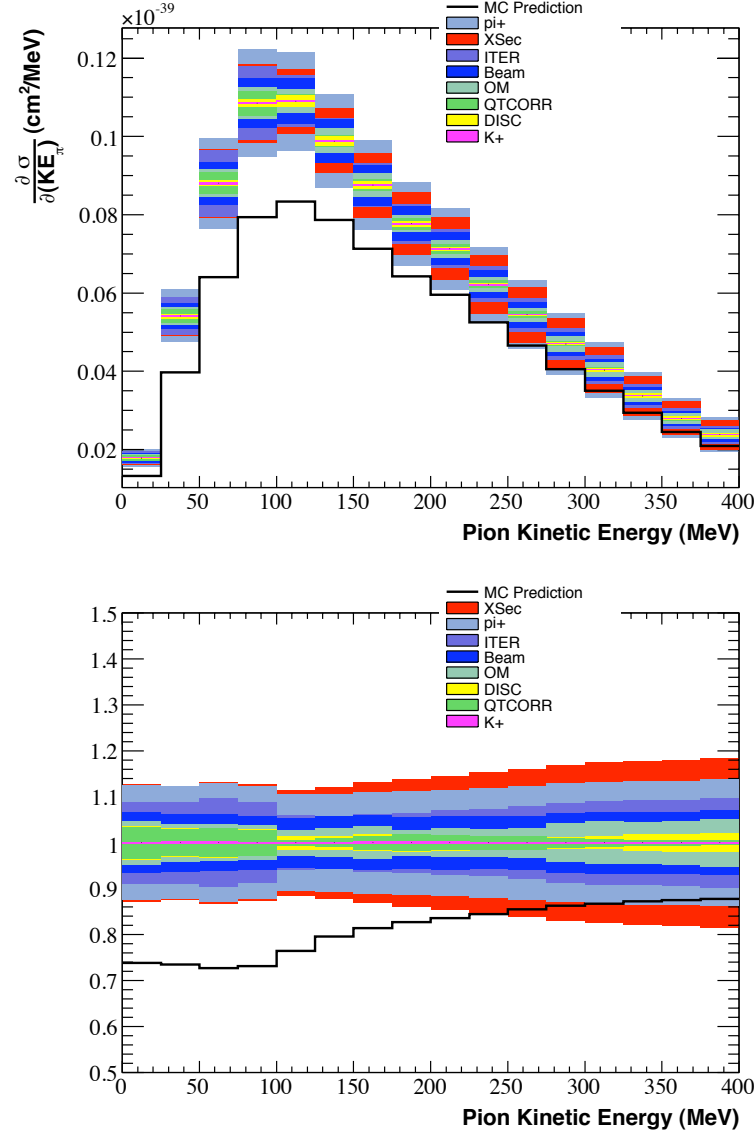 ×10⁻³⁹
MC Prediction
pi+
XSec
ITER
Beam
OM
QTCORR
DISC
K+
∂ σ / ∂(KE_π) (cm²/MeV)
0.12
0.1
0.08
0.06
0.04
0.02
0 50 100 150 200 250 300 350 400
Pion Kinetic Energy (MeV)
MC Prediction
XSec
pi+
ITER
Beam
OM
DISC
QTCORR
K+
1.5
1.4
1.3
1.2
1.1
1
0.9
0.8
0.7
0.6
0.5
0 50 100 150 200 250 300 350 400
Pion Kinetic Energy (MeV)